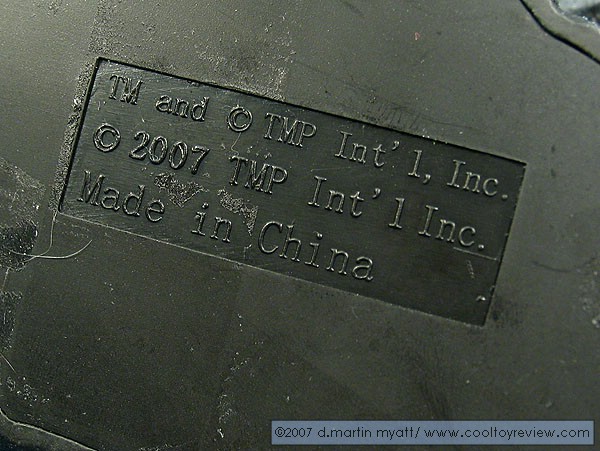 TM and © TMP Int'l, Inc.
© 2007 TMP Int'l Inc.
Made in China
©2007 d.martin myatt/ www.cooltoyreview.com